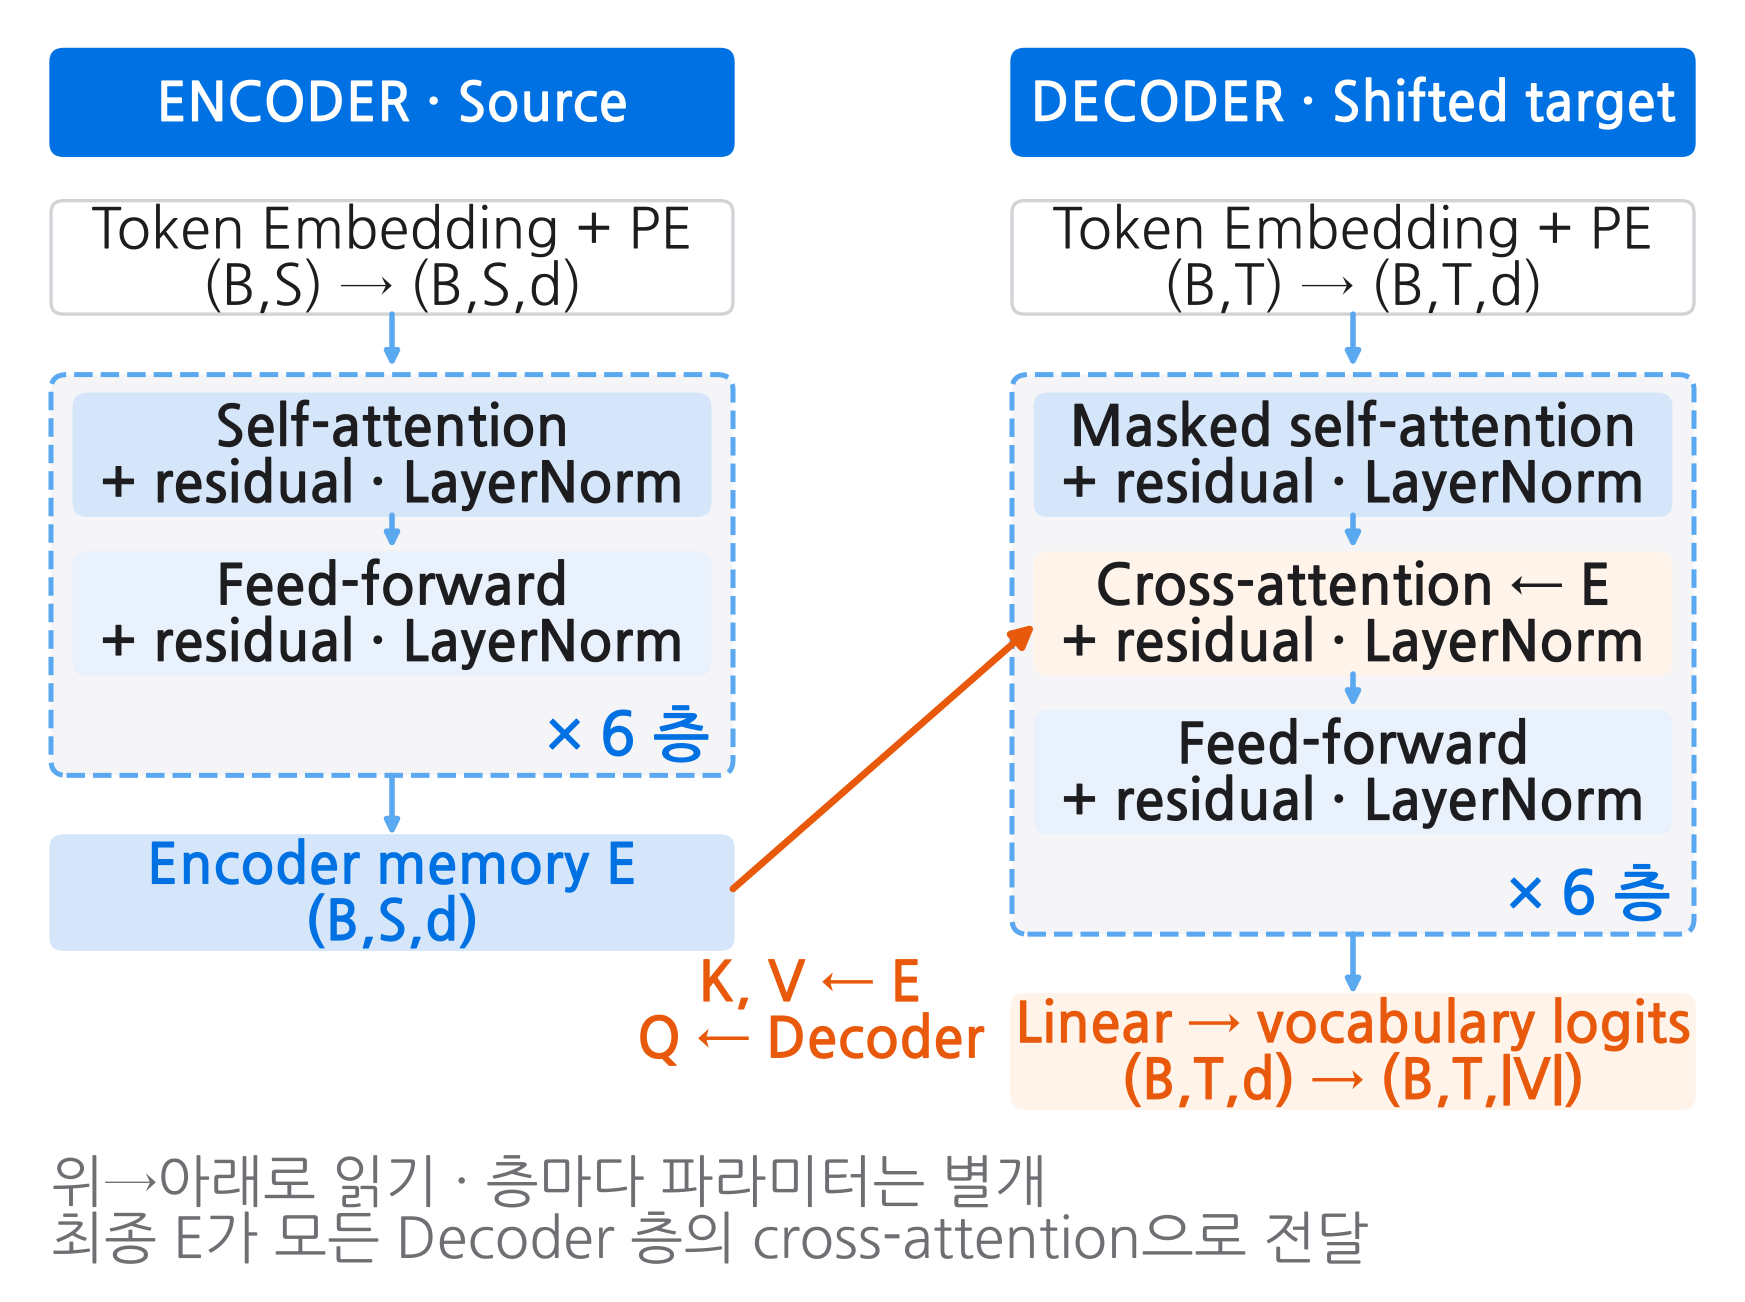 ENCODER · Source
Token Embedding + PE
(B,S) → (B,S,d)
Self-attention
+ residual · LayerNorm
Feed-forward
+ residual · LayerNorm
× 6 층
Encoder memory E
(B,S,d)
DECODER · Shifted target
Token Embedding + PE
(B,T) → (B,T,d)
Masked self-attention
+ residual · LayerNorm
Cross-attention ← E
+ residual · LayerNorm
Feed-forward
+ residual · LayerNorm
× 6 층
K, V ← E
Q ← Decoder
Linear → vocabulary logits
(B,T,d) → (B,T,|V|)
위→아래로 읽기 · 층마다 파라미터는 별개
최종 E가 모든 Decoder 층의 cross-attention으로 전달